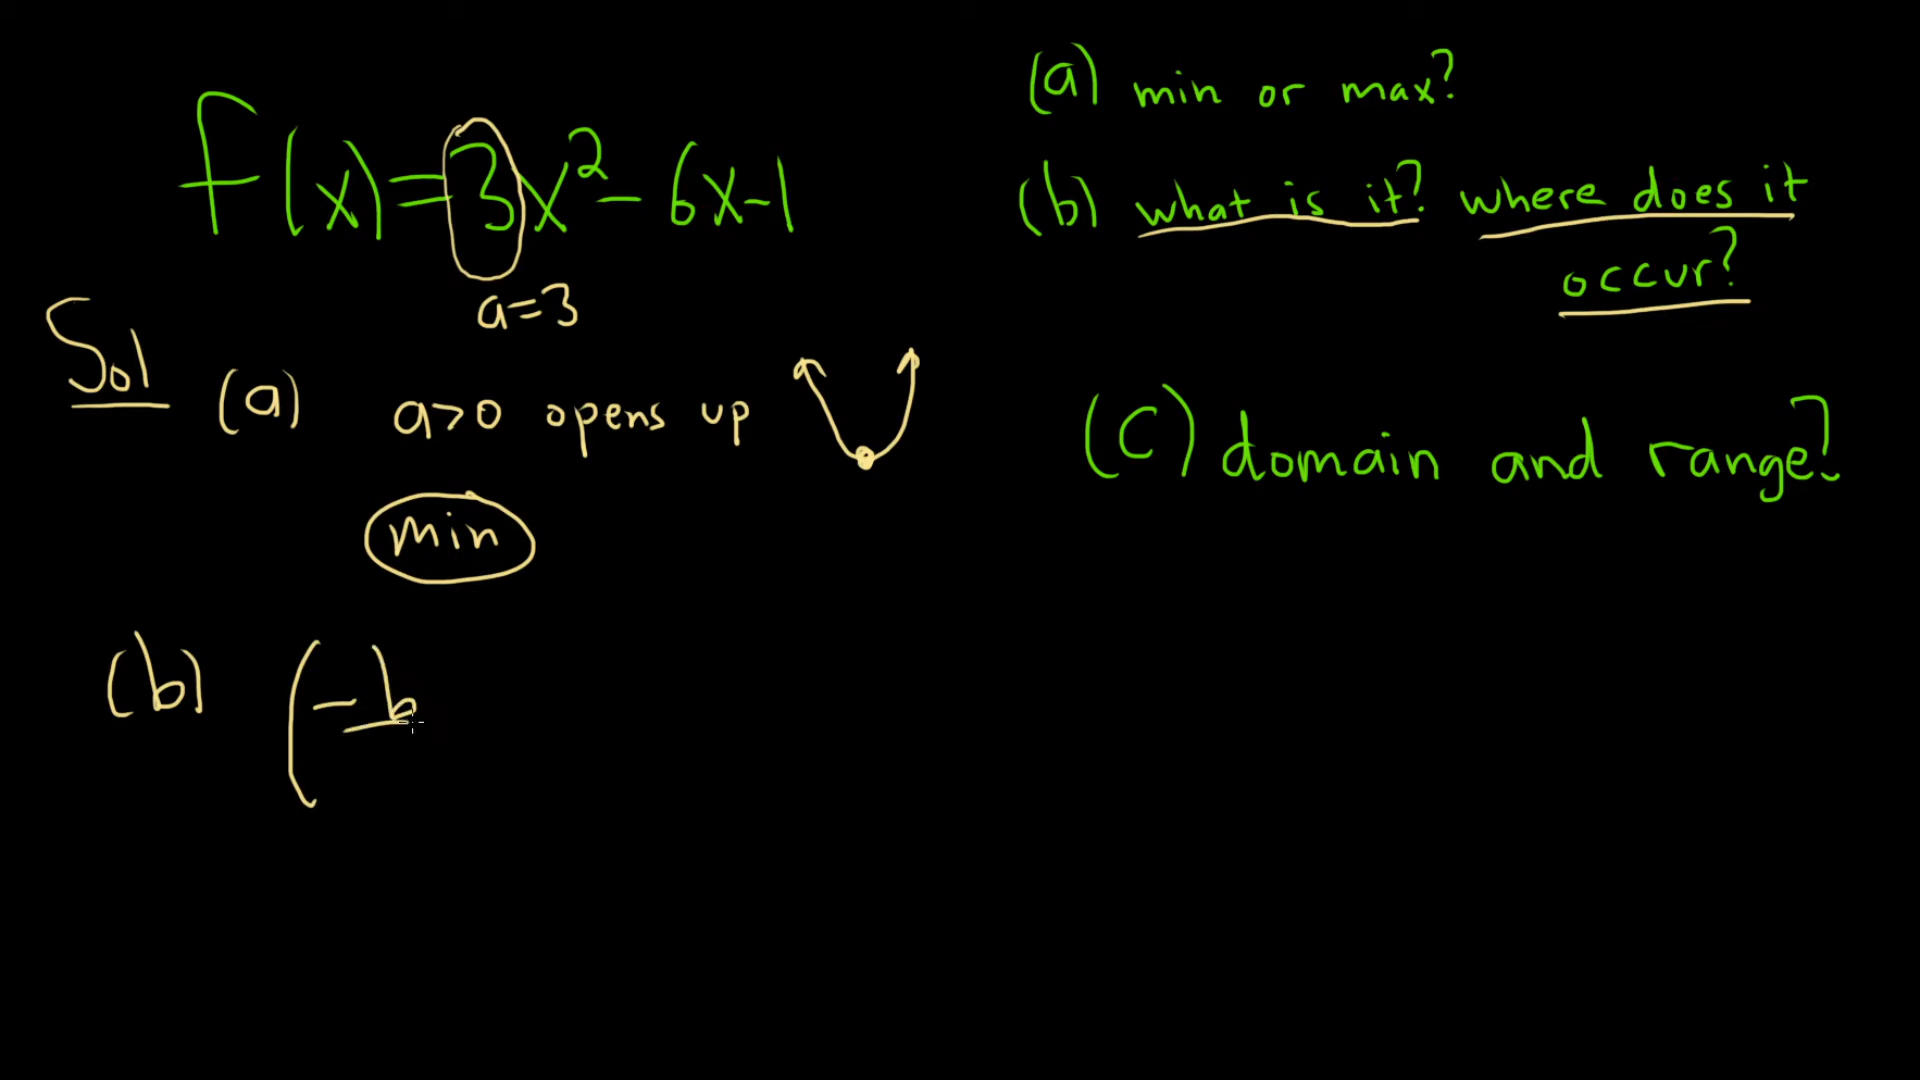 f(x)=3x²-6x-1
a=3
Sol (a) a>0 opens up
min
(b) (-b
(a) min or max?
(b) what is it? where does it
occur?
(c) domain and range?